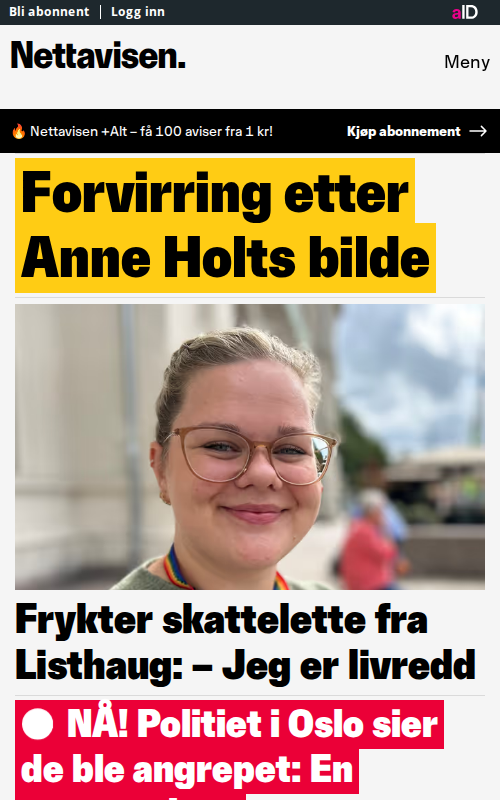 Bli abonnent | Logg inn
aID
Nettavisen.
Meny
🔥 Nettavisen +Alt – få 100 aviser fra 1 kr!
Kjøp abonnement →
Forvirring etter
Anne Holts bilde
Frykter skattelette fra
Listhaug: – Jeg er livredd
NÅ! Politiet i Oslo sier
de ble angrepet: En